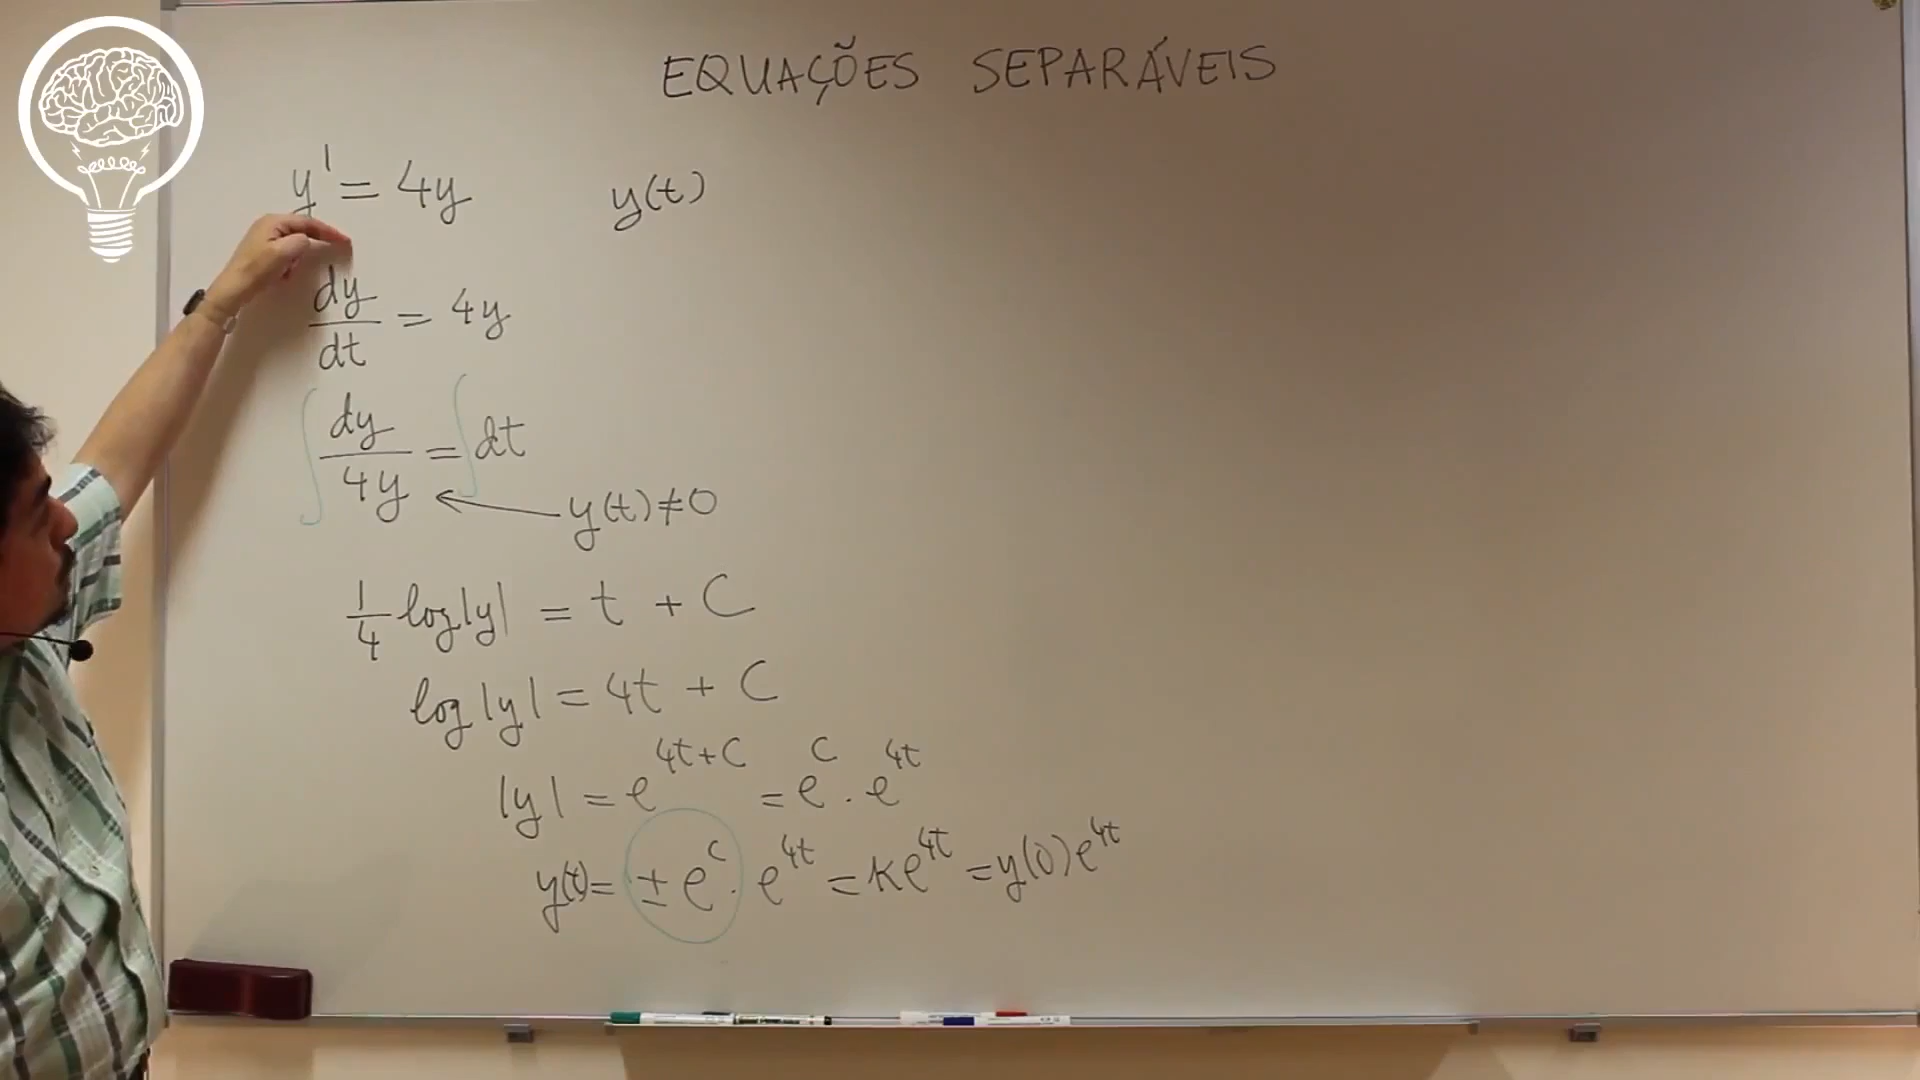 EQUAÇÕES SEPARÁVEIS
y' = 4y y(t)
dy/dt = 4y
∫ dy/4y = ∫ dt
y(t) ≠ 0
1/4 log|y| = t + C
log|y| = 4t + C
|y| = e^{4t+C} = e^C · e^{4t}
y(t) = ± e^C · e^{4t} = K e^{4t} = y(0) e^{4t}